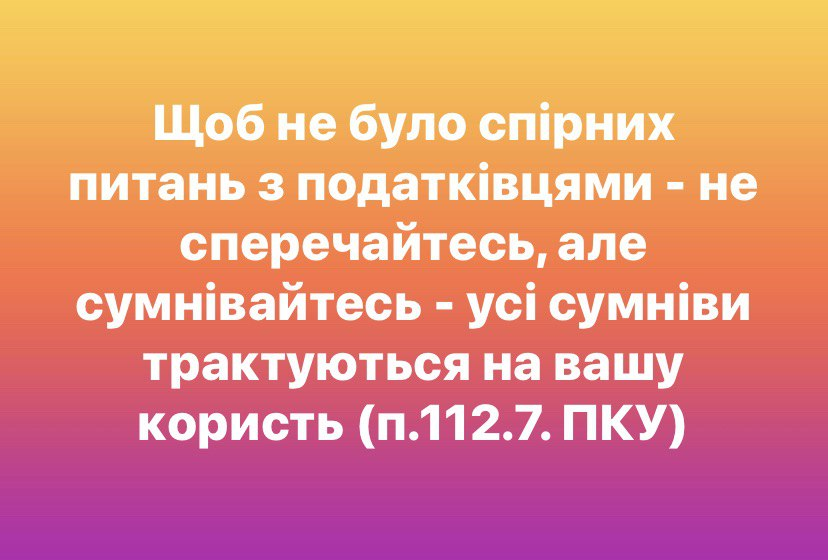 Щоб не було спірних
питань з податківцями - не
сперечайтесь, але
сумнівайтесь - усі сумніви
трактуються на вашу
користь (п.112.7. ПКУ)